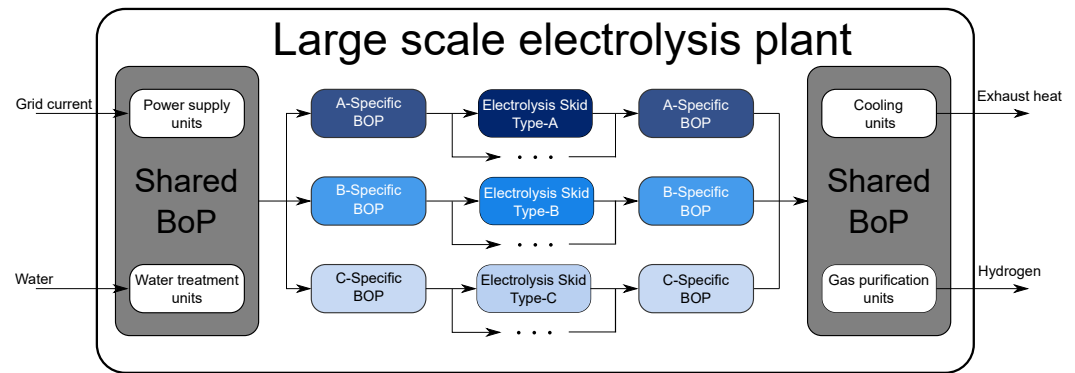 Large scale electrolysis plant
Grid current
Power supply
units
Shared
BoP
Water
Water treatment
units
A-Specific
BOP
Electrolysis Skid
Type-A
A-Specific
BOP
. . .
B-Specific
BOP
Electrolysis Skid
Type-B
B-Specific
BOP
. . .
C-Specific
BOP
Electrolysis Skid
Type-C
C-Specific
BOP
. . .
Cooling
units
Exhaust heat
Shared
BoP
Gas purification
units
Hydrogen